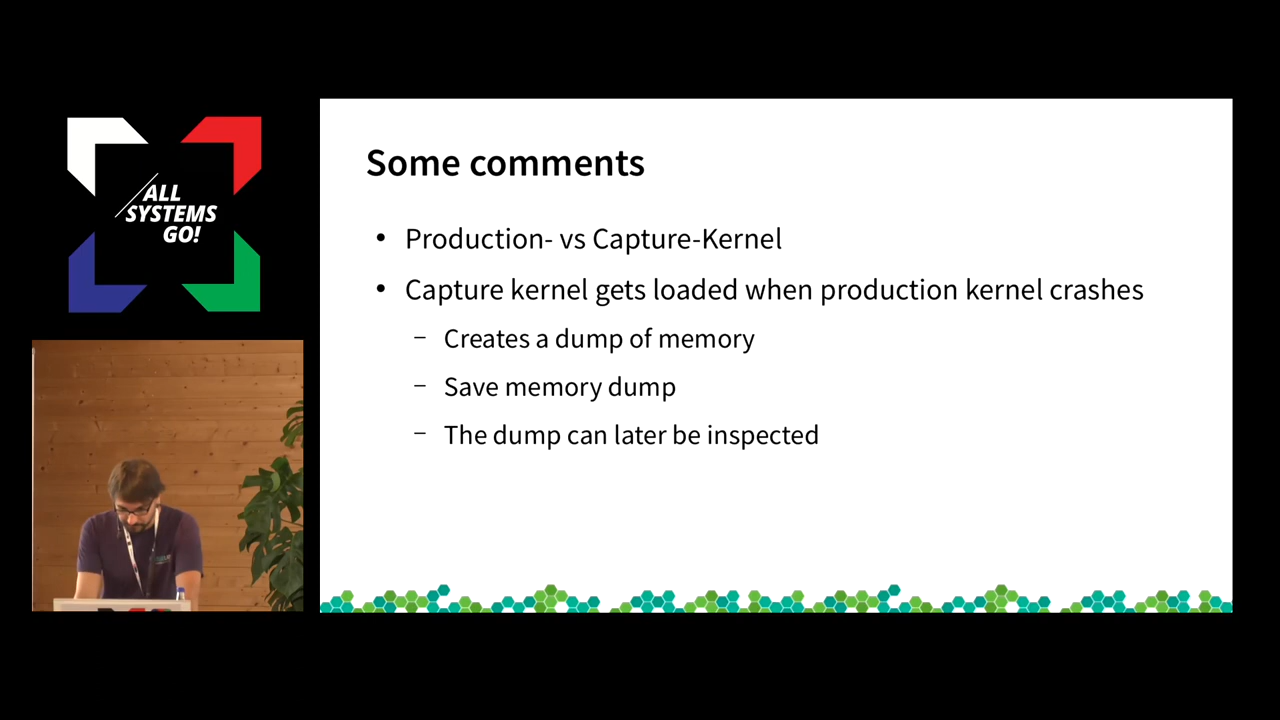 ALL
SYSTEMS
GO!
Some comments
• Production- vs Capture-Kernel
• Capture kernel gets loaded when production kernel crashes
– Creates a dump of memory
– Save memory dump
– The dump can later be inspected